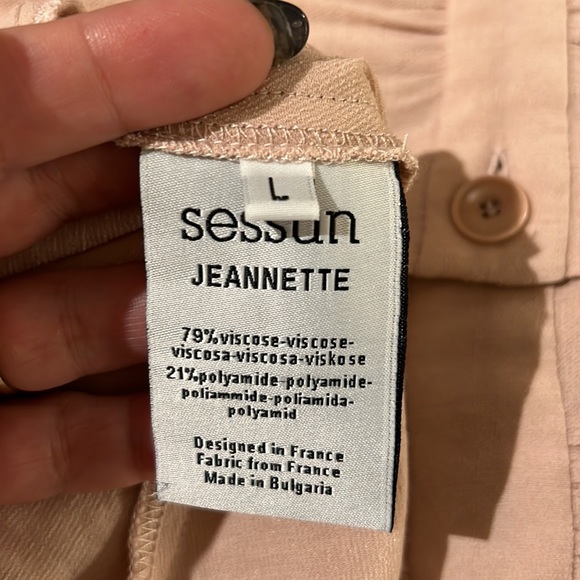 L
sessùn
JEANNETTE
79%viscose-viscose-
viscosa-viscosa-viskose
21%polyamide-polyamide-
poliammide-poliamida-
polyamid
Designed in France
Fabric from France
Made in Bulgaria